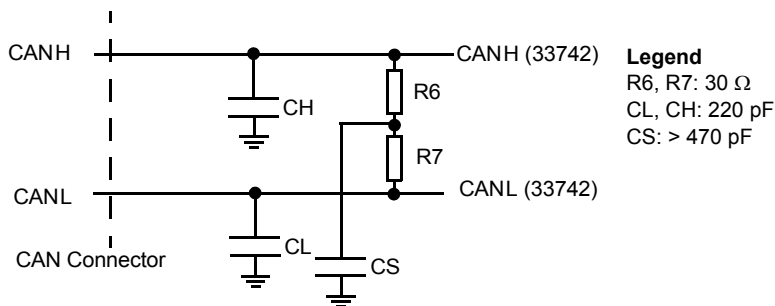 CANH
CANH (33742)
Legend
R6, R7: 30 Ω
CL, CH: 220 pF
CS: > 470 pF
R6
CH
R7
CANL
CANL (33742)
CL
CS
CAN Connector